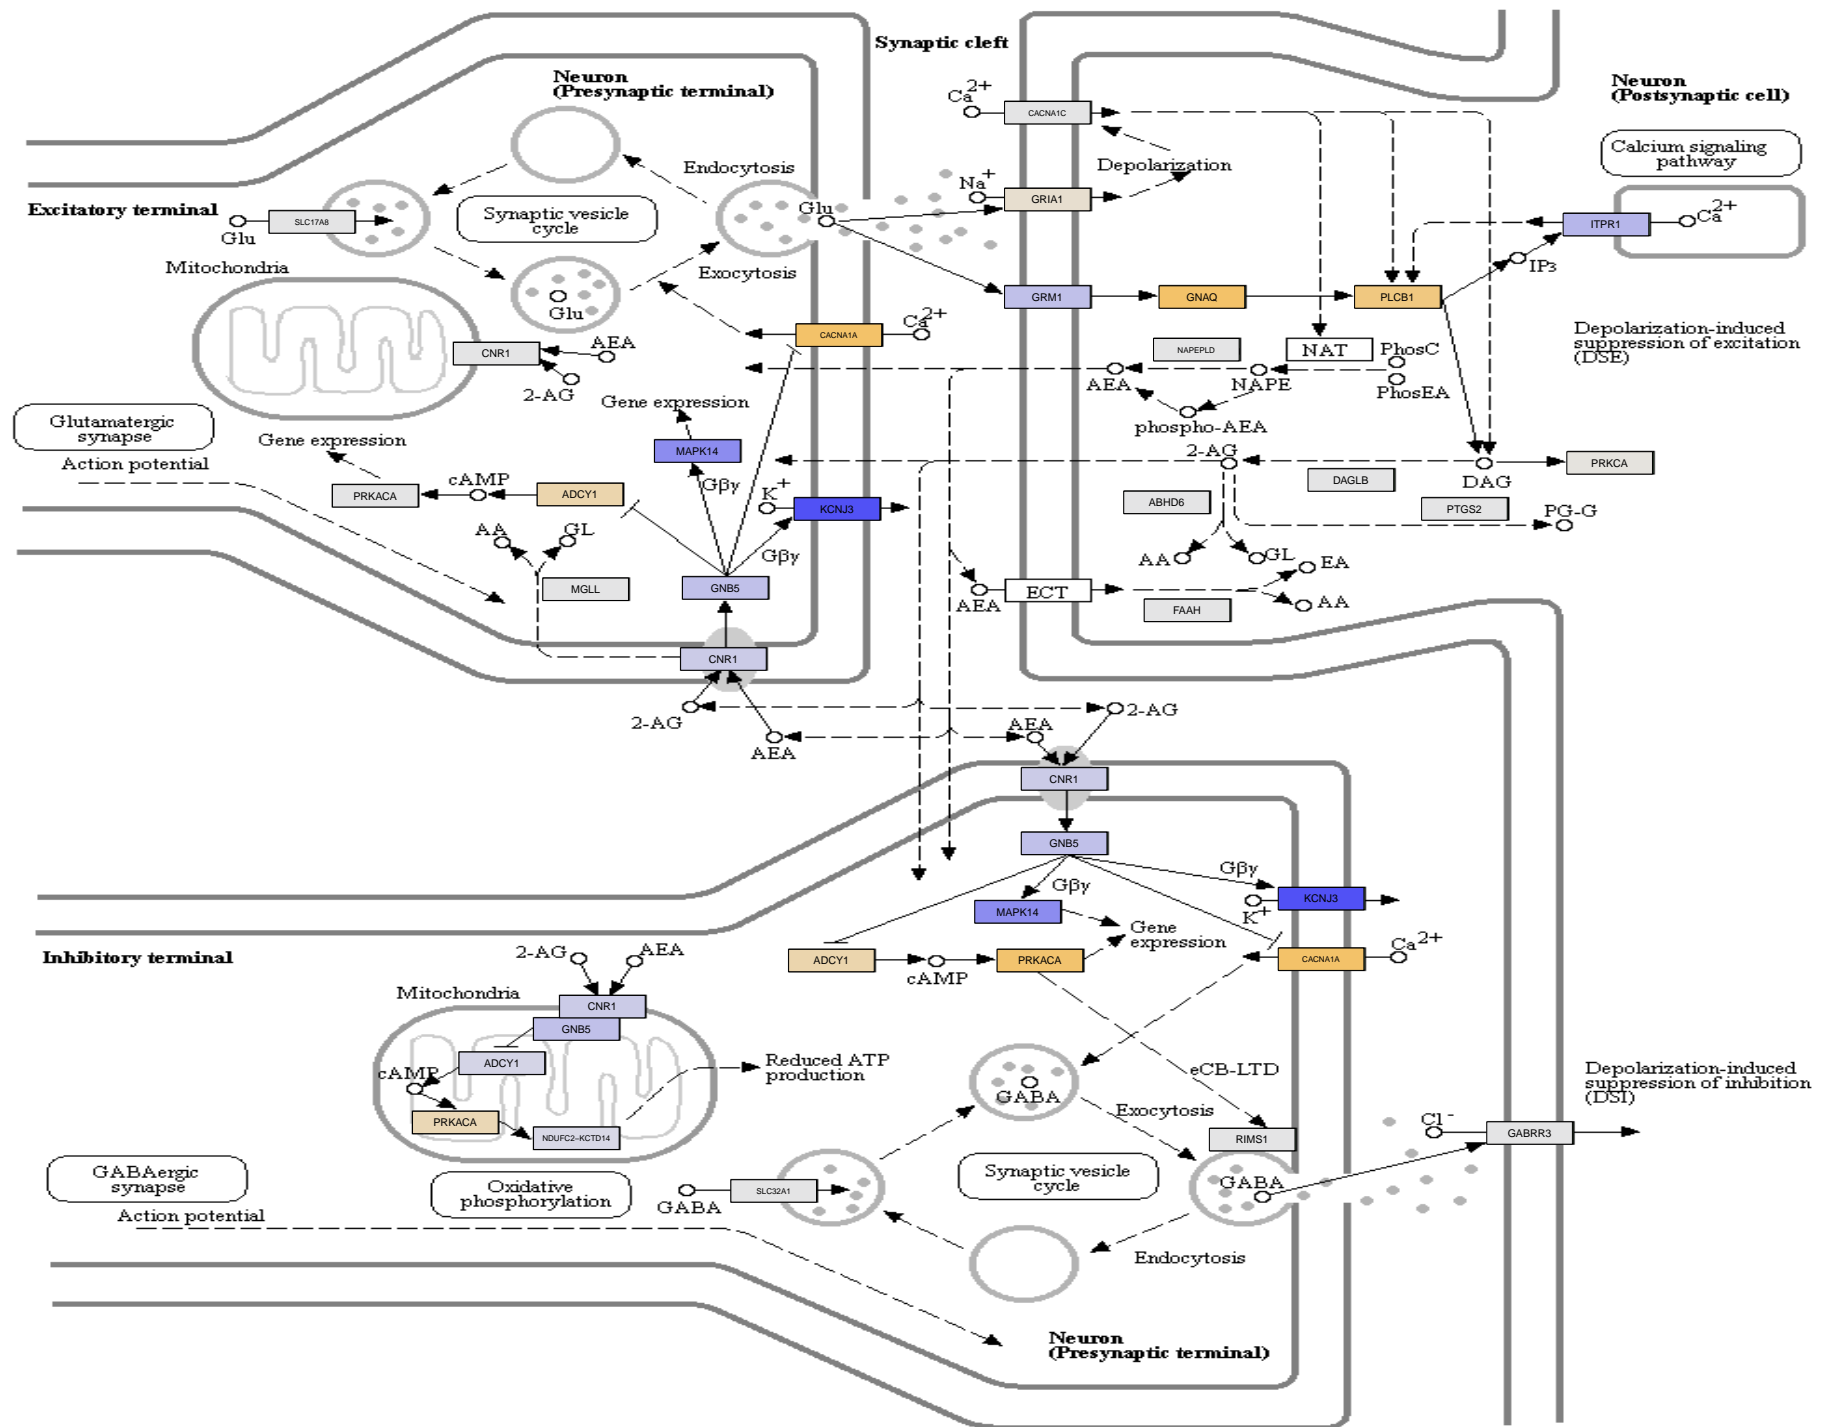 Synaptic cleft
Neuron
(Presynaptic terminal)
Neuron
(Postsynaptic cell)
Ca2+
CACNA1C
Calcium signaling
pathway
Endocytosis
Depolarization
Na+
GRIA1
Excitatory terminal
SLC17A8
Glu
Synaptic vesicle
cycle
Glu
ITPR1
Ca2+
Mitochondria
Exocytosis
IP3
Glu
GRM1
GNAQ
PLCB1
CACNA1A
Ca2+
Depolarization-induced
suppression of excitation
(DSE)
CNR1
AEA
2-AG
NAPEPLD
NAT
PhosC
AEA
NAPE
PhosEA
Gene expression
phospho-AEA
Glutamatergic
synapse
Gene expression
MAPK14
2-AG
Action potential
cAMP
Gβγ
DAG
PRKCA
PRKACA
ADCY1
K+
KCNJ3
DAGLB
ABHD6
PTGS2
PG-G
AA
GL
Gβγ
AA
GL
EA
MGLL
GNB5
AEA
ECT
FAAH
AA
CNR1
2-AG
AEA
AEA
2-AG
CNR1
GNB5
Gβγ
Gβγ
KCNJ3
K+
MAPK14
Gene
expression
Inhibitory terminal
2-AG
AEA
ADCY1
cAMP
PRKACA
CACNA1A
Ca2+
Mitochondria
CNR1
GNB5
ADCY1
cAMP
Reduced ATP
production
PRKACA
NDUFC2-KCTD14
GABA
eCB-LTD
Exocytosis
Depolarization-induced
suppression of inhibition
(DSI)
RIMS1
Cl-
GABRR3
GABAergic
synapse
Oxidative
phosphorylation
GABA
SLC32A1
Synaptic vesicle
cycle
GABA
Action potential
Endocytosis
Neuron
(Presynaptic terminal)